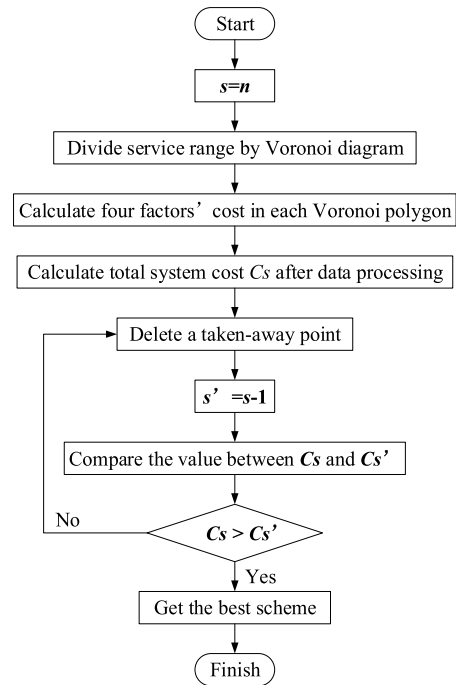 Start
s=n
Divide service range by Voronoi diagram
Calculate four factors’ cost in each Voronoi polygon
Calculate total system cost Cs after data processing
Delete a taken-away point
s’ =s-1
Compare the value between Cs and Cs’
No
Cs > Cs’
Yes
Get the best scheme
Finish